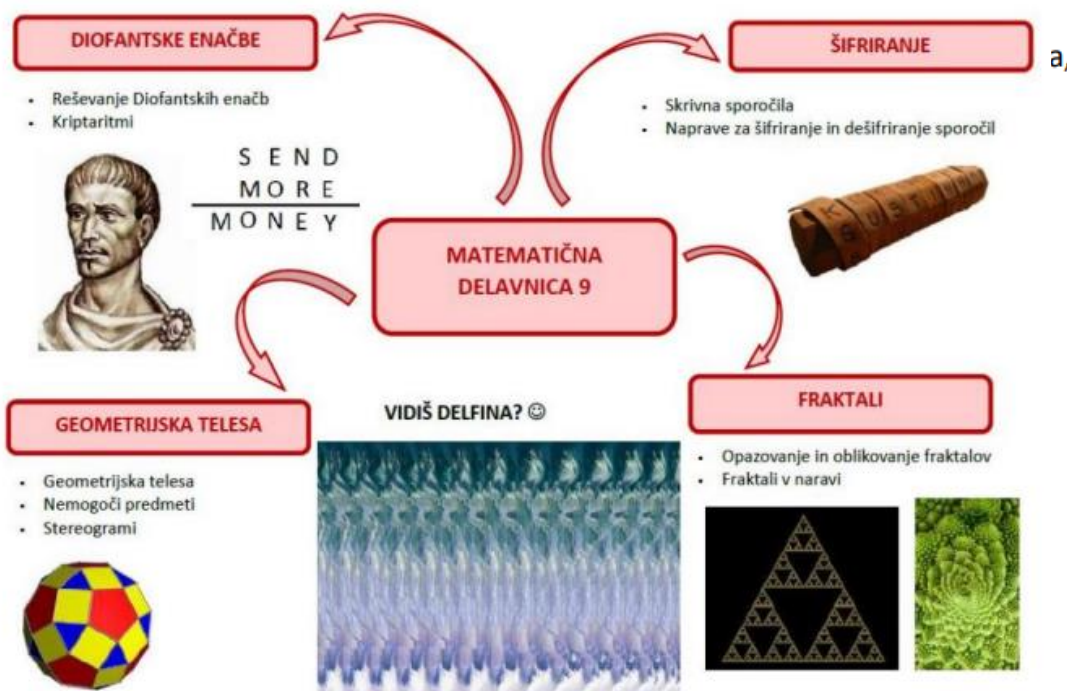 DIOFANTSKE ENAČBE
• Reševanje Diofantskih enačb
• Kriptaritmi
S E N D
M O R E
M O N E Y
ŠIFRIRANJE
a,
• Skrivna sporočila
• Naprave za šifriranje in dešifriranje sporočil
MATEMATIČNA
DELAVNICA 9
GEOMETRIJSKA TELESA
• Geometrijska telesa
• Nemogoči predmeti
• Stereogrami
VIDIŠ DELFINA? ☺
FRAKTALI
• Opazovanje in oblikovanje fraktalov
• Fraktali v naravi